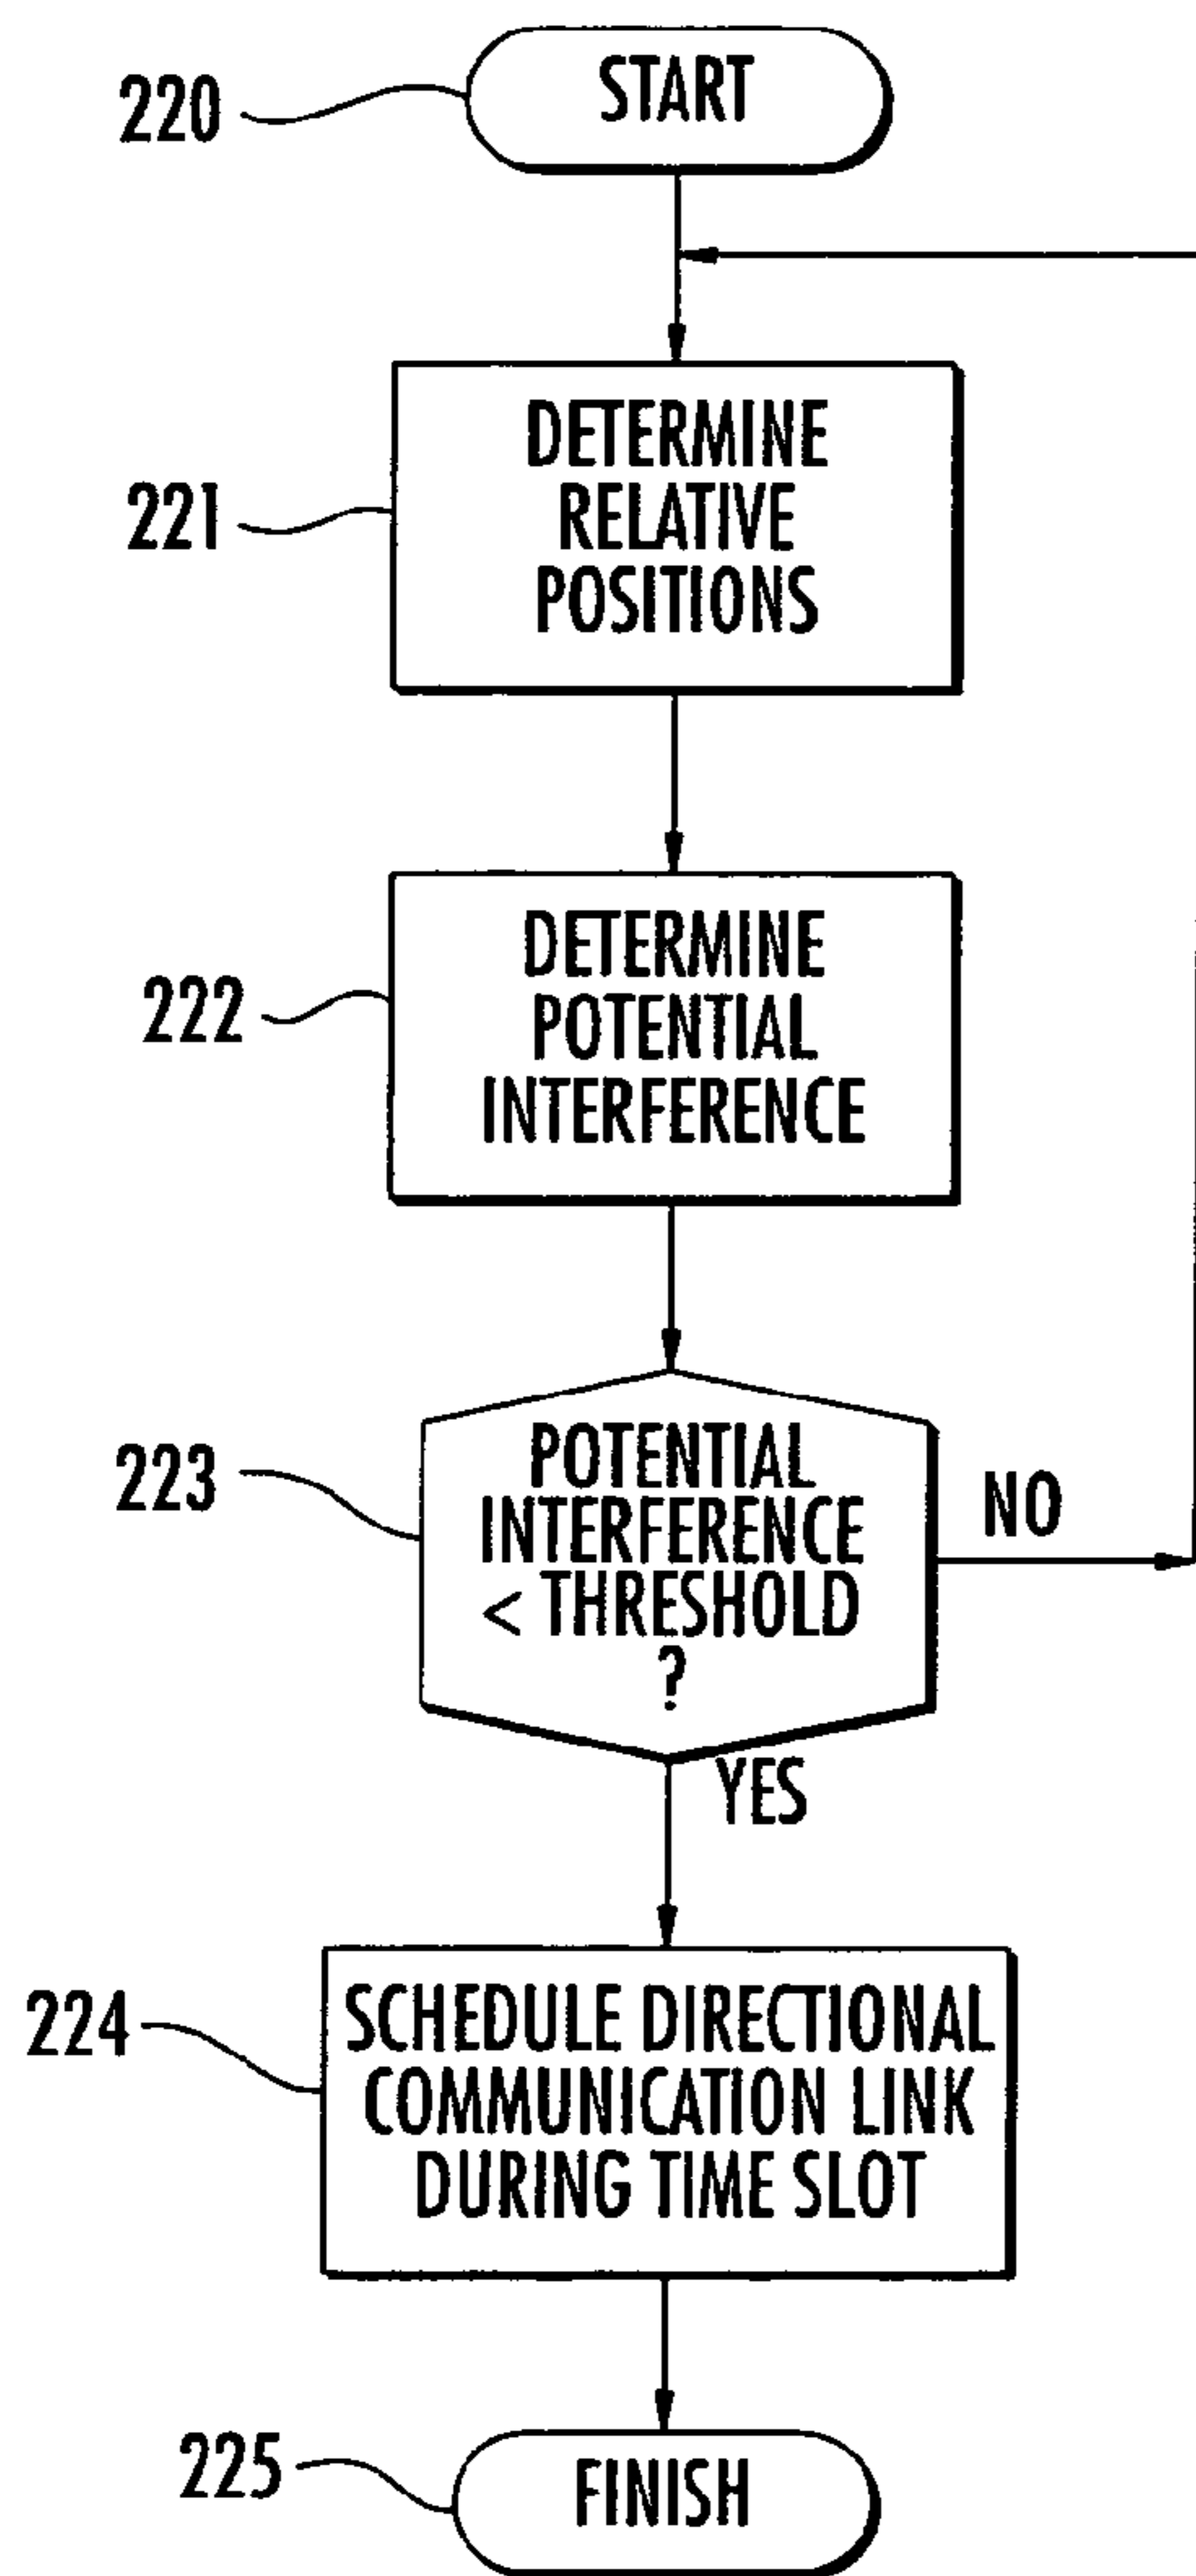 220
START
221
DETERMINE
RELATIVE
POSITIONS
222
DETERMINE
POTENTIAL
INTERFERENCE
223
POTENTIAL
INTERFERENCE
< THRESHOLD
?
NO
YES
224
SCHEDULE DIRECTIONAL
COMMUNICATION LINK
DURING TIME SLOT
225
FINISH